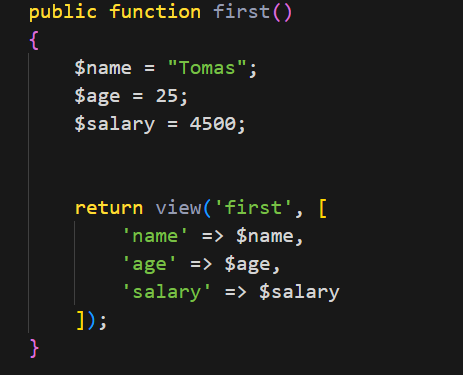 public function first()
{
    $name = "Tomas";
    $age = 25;
    $salary = 4500;
    return view('first', [
        'name' => $name,
        'age' => $age,
        'salary' => $salary
    ]);
}